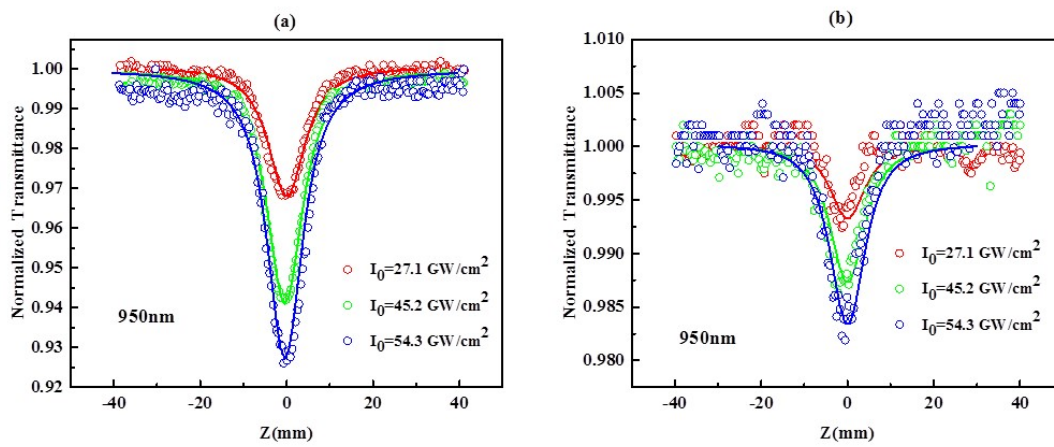 (a)
1.00
0.99
0.98
0.97
0.96
0.95
0.94
0.93
0.92
Normalized Transmittance
I0=27.1 GW/cm2
I0=45.2 GW/cm2
I0=54.3 GW/cm2
950nm
-40 -20 0 20 40
Z(mm)
(b)
1.010
1.005
1.000
0.995
0.990
0.985
0.980
Normalized Transmittance
I0=27.1 GW/cm2
I0=45.2 GW/cm2
I0=54.3 GW/cm2
950nm
-40 -20 0 20 40
Z(mm)